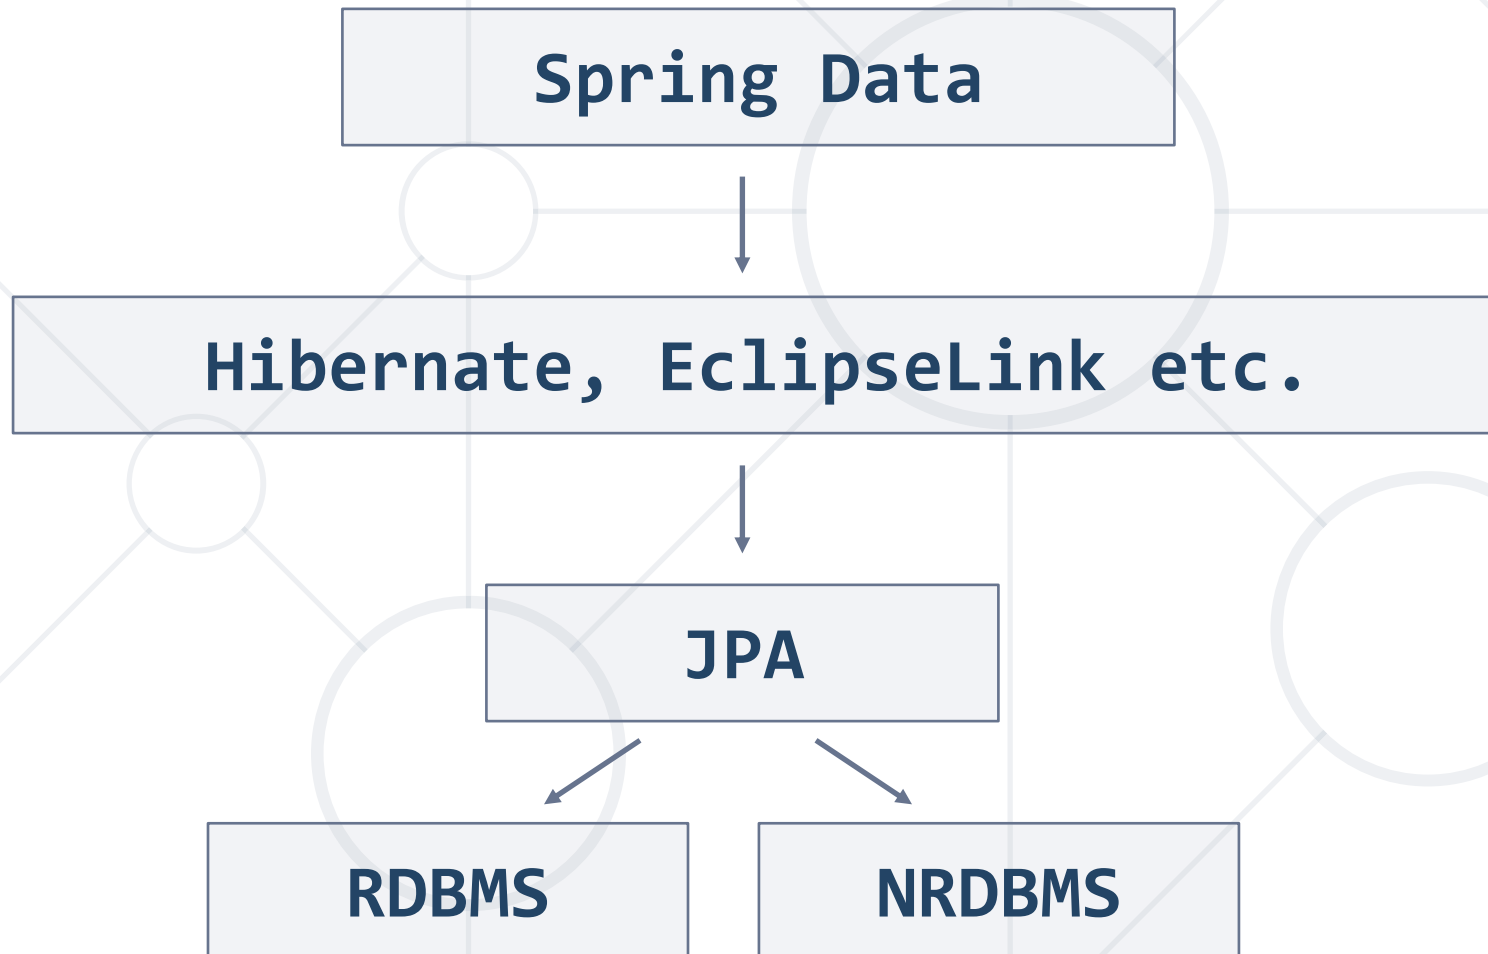 Spring Data
Hibernate, EclipseLink etc.
JPA
RDBMS
NRDBMS